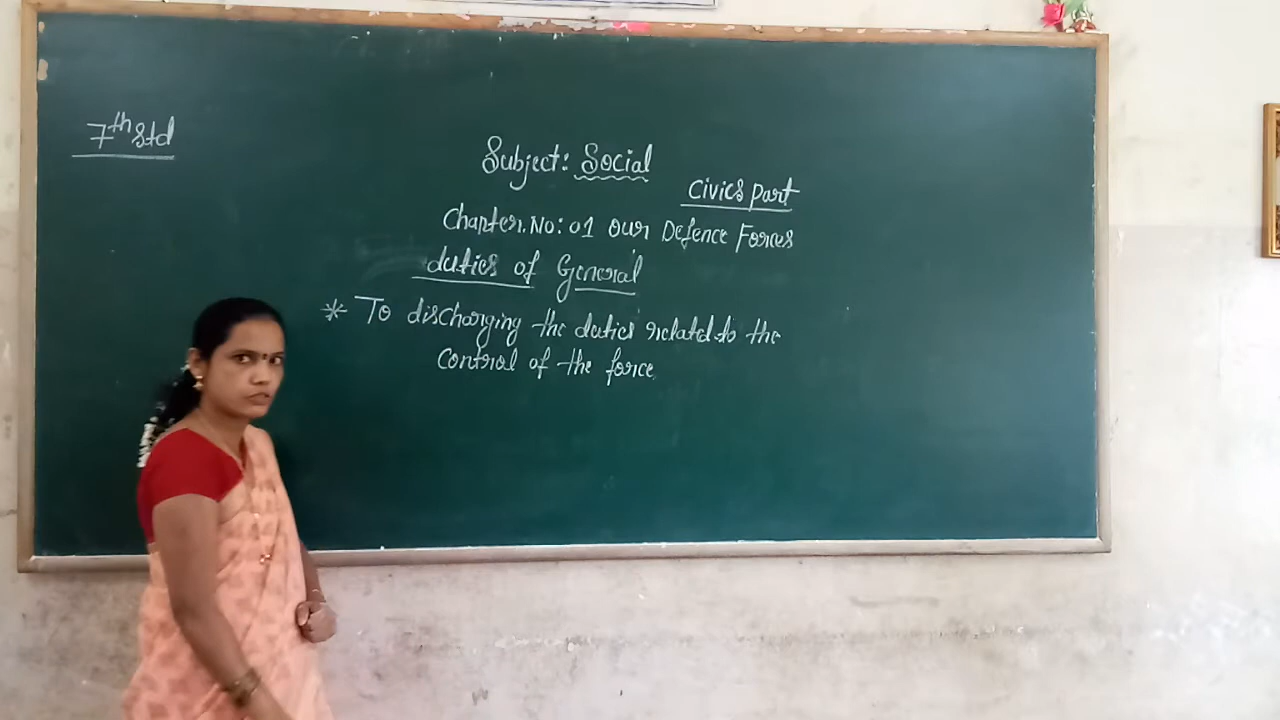 7th Std
Subject: Social
Civics part
Chapter.No: 01 Our Defence Forces
duties of General
* To discharging the duties related to the
control of the force.